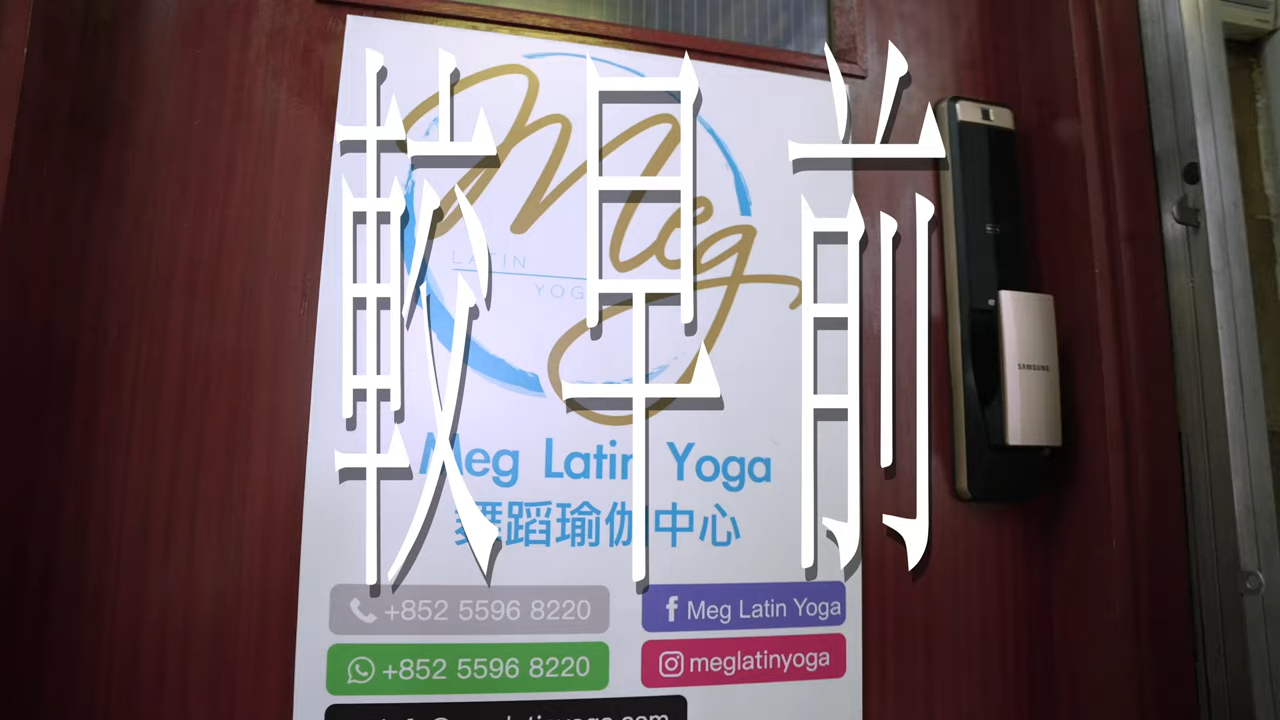 較早前
Meg
LATIN
YOGA
Meg Latin Yoga
舞蹈瑜伽中心
+852 5596 8220
Meg Latin Yoga
+852 5596 8220
meglatinyoga
SAMSUNG